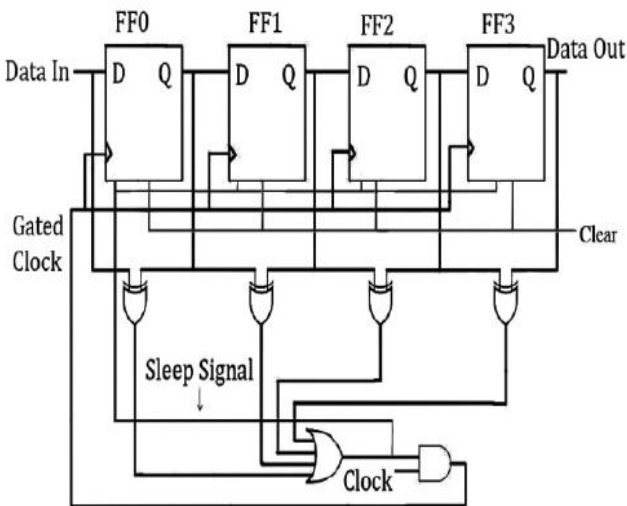 FF0 FF1 FF2 FF3
Data In D Q D Q D Q D Q Data Out
Gated
Clock
Clear
Sleep Signal
Clock